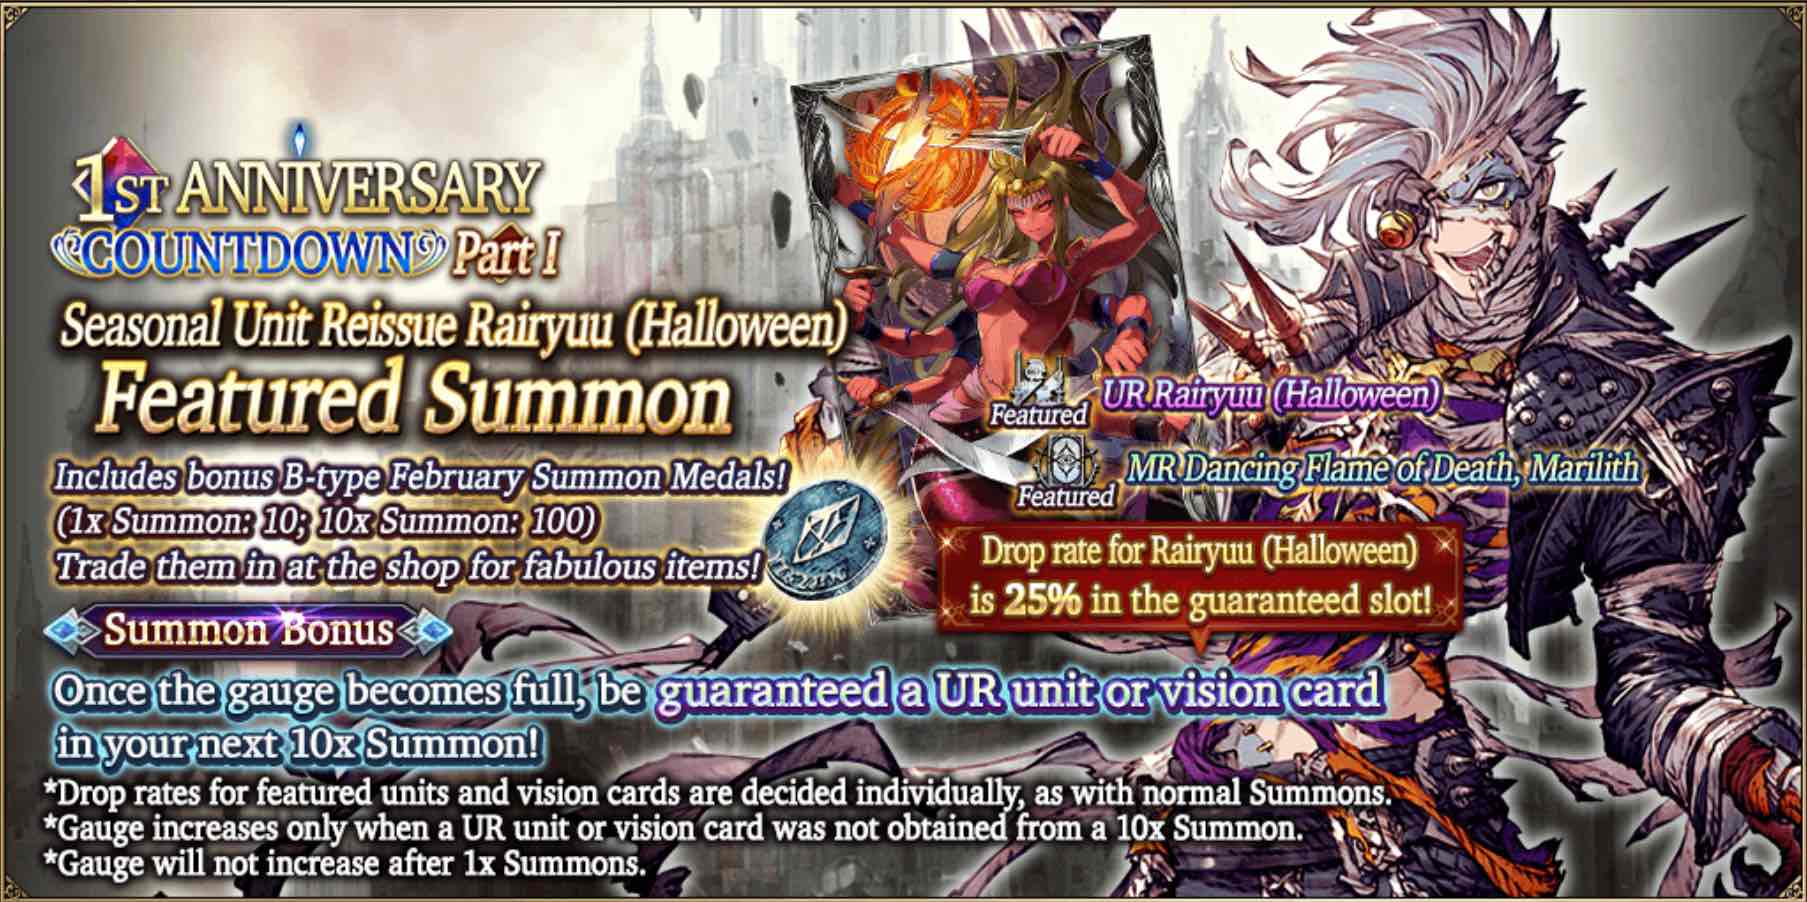 1ST ANNIVERSARY
COUNTDOWN Part I
Seasonal Unit Reissue Rairyuu (Halloween)
Featured Summon
Featured UR Rairyuu (Halloween)
Featured MR Dancing Flame of Death, Marilith
Includes bonus B-type February Summon Medals!
(1x Summon: 10; 10x Summon: 100)
Trade them in at the shop for fabulous items!
Drop rate for Rairyuu (Halloween)
is 25% in the guaranteed slot!
Summon Bonus
Once the gauge becomes full, be guaranteed a UR unit or vision card
in your next 10x Summon!
*Drop rates for featured units and vision cards are decided individually, as with normal Summons.
*Gauge increases only when a UR unit or vision card was not obtained from a 10x Summon.
*Gauge will not increase after 1x Summons.